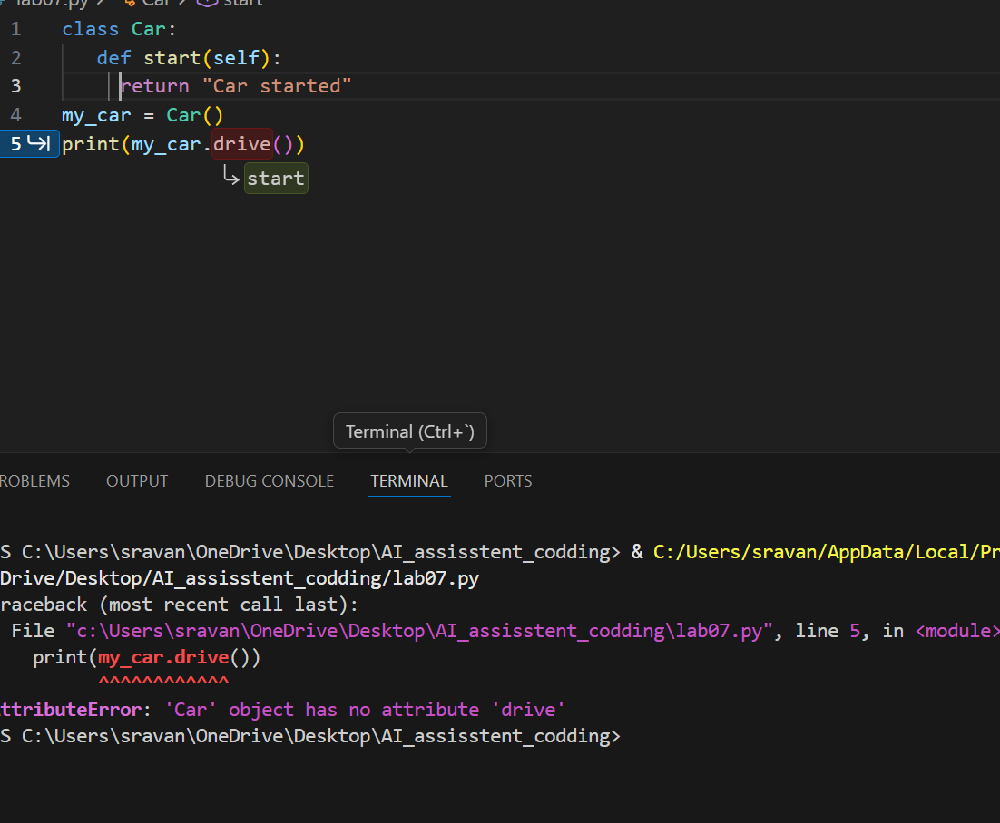 lab07.py > Car > start
1 class Car:
2 def start(self):
3 return "Car started"
4 my_car = Car()
5 print(my_car.drive())
start
Terminal (Ctrl+`)
ROBLEMS OUTPUT DEBUG CONSOLE TERMINAL PORTS
S C:\Users\sravan\OneDrive\Desktop\AI_assisstent_codding> & C:/Users/sravan/AppData/Local/Pr
Drive/Desktop/AI_assisstent_codding/lab07.py
raceback (most recent call last):
File "c:\Users\sravan\OneDrive\Desktop\AI_assisstent_codding\lab07.py", line 5, in <module>
print(my_car.drive())
^^^^^^^^^^^^
ttributeError: 'Car' object has no attribute 'drive'
S C:\Users\sravan\OneDrive\Desktop\AI_assisstent_codding>